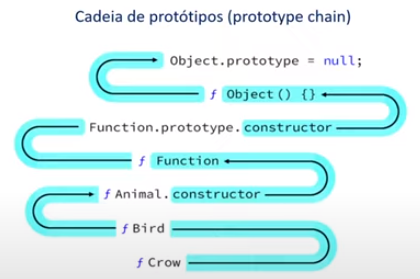 Cadeia de protótipos (prototype chain)
Object.prototype = null;
f Object() {}
Function.prototype.constructor
f Function
f Animal.constructor
f Bird
f Crow